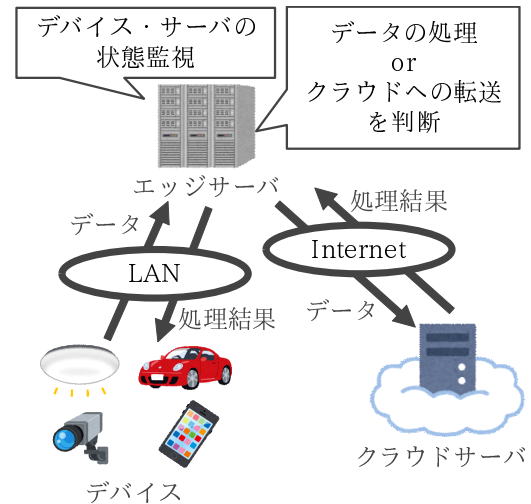 デバイス・サーバの
状態監視
データの処理
or
クラウドへの転送
を判断
エッジサーバ
データ
処理結果
LAN
Internet
処理結果
データ
クラウドサーバ
デバイス